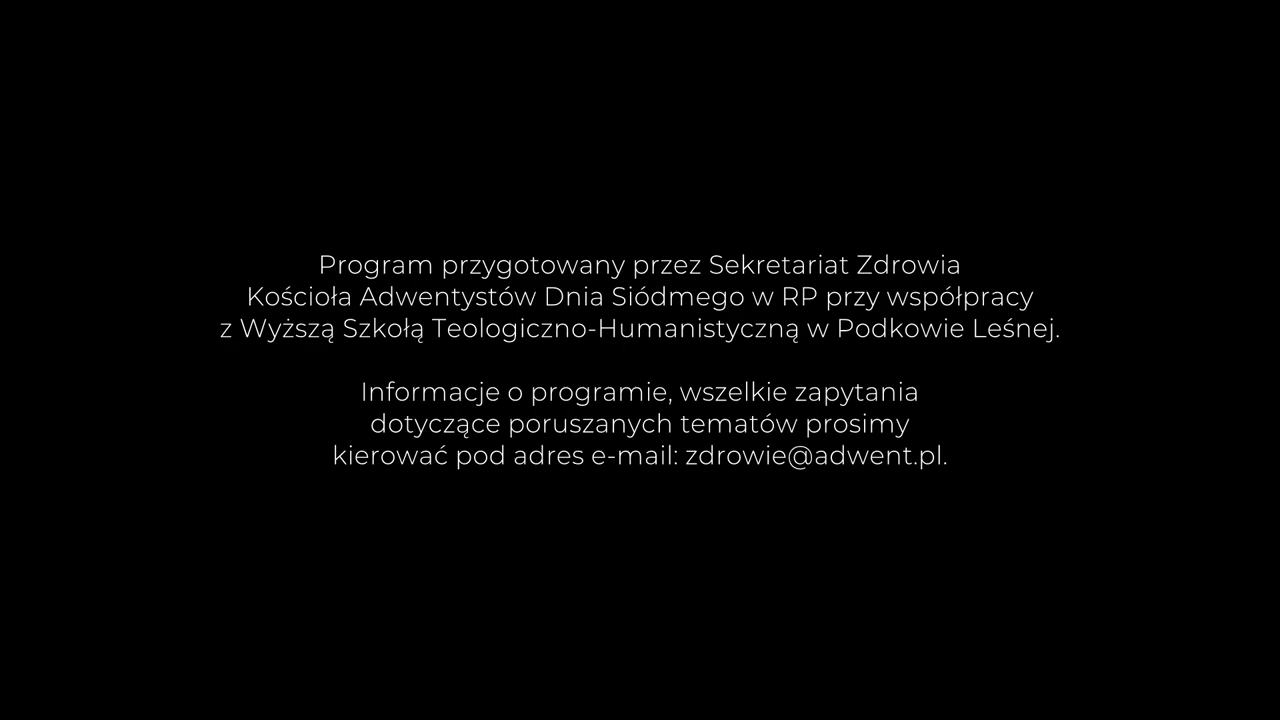 Program przygotowany przez Sekretariat Zdrowia
Kościoła Adwentystów Dnia Siódmego w RP przy współpracy
z Wyższą Szkołą Teologiczno-Humanistyczną w Podkowie Leśnej.
Informacje o programie, wszelkie zapytania
dotyczące poruszanych tematów prosimy
kierować pod adres e-mail: zdrowie@adwent.pl.